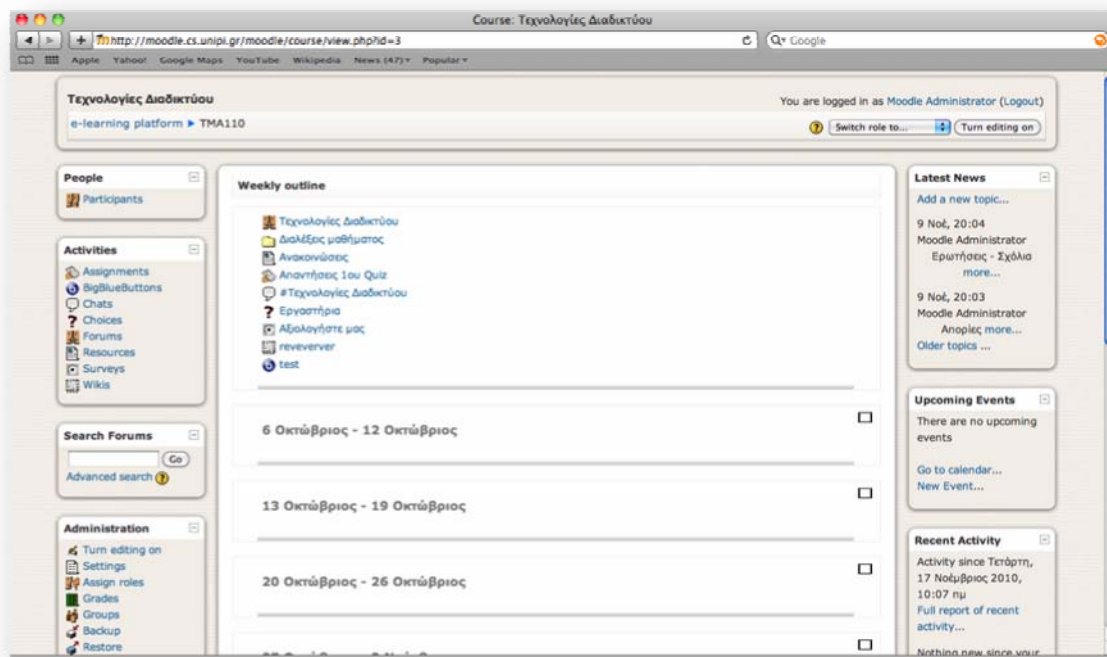 Course: Τεχνολογίες Διαδικτύου
http://moodle.cs.unipi.gr/moodle/course/view.php?id=3
Google
Apple Yahoo! Google Maps YouTube Wikipedia News (47) Popular
Τεχνολογίες Διαδικτύου
You are logged in as Moodle Administrator (Logout)
e-learning platform ► TMA110
Switch role to...
Turn editing on
People
Participants
Activities
Assignments
BigBlueButtons
Chats
Choices
Forums
Resources
Surveys
Wikis
Search Forums
Go
Advanced search
Administration
Turn editing on
Settings
Assign roles
Grades
Groups
Backup
Restore
Weekly outline
Τεχνολογίες Διαδικτύου
Διαλέξεις μαθήματος
Ανακοινώσεις
Απαντήσεις 1ου Quiz
#Τεχνολογίες Διαδικτύου
Εργαστήρια
Αξιολογήστε μας
reveverver
test
6 Οκτώβριος - 12 Οκτώβριος
13 Οκτώβριος - 19 Οκτώβριος
20 Οκτώβριος - 26 Οκτώβριος
Latest News
Add a new topic...
9 Νοέ, 20:04
Moodle Administrator
Ερωτήσεις - Σχόλια
more...
9 Νοέ, 20:03
Moodle Administrator
Απορίες more...
Older topics ...
Upcoming Events
There are no upcoming
events
Go to calendar...
New Event...
Recent Activity
Activity since Τετάρτη,
17 Νοέμβριος 2010,
10:07 πμ
Full report of recent
activity...
Nothing new since your